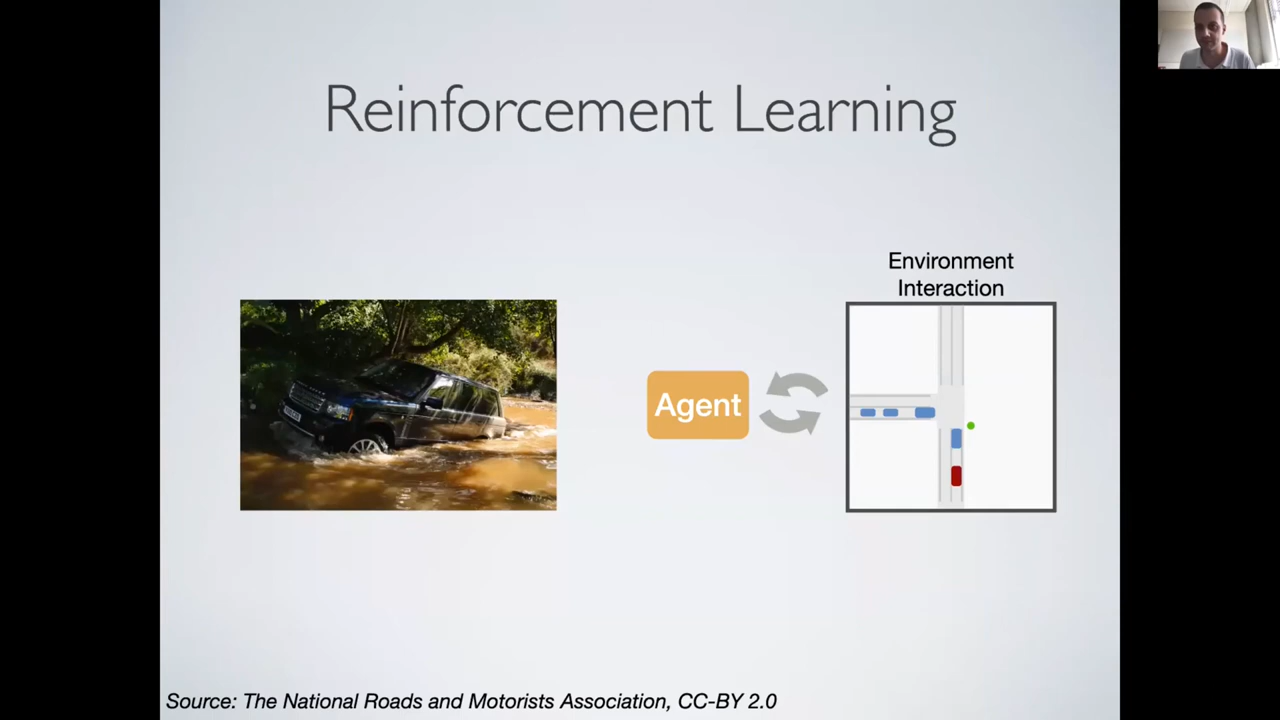 Reinforcement Learning
Environment
Interaction
Agent
Source: The National Roads and Motorists Association, CC-BY 2.0